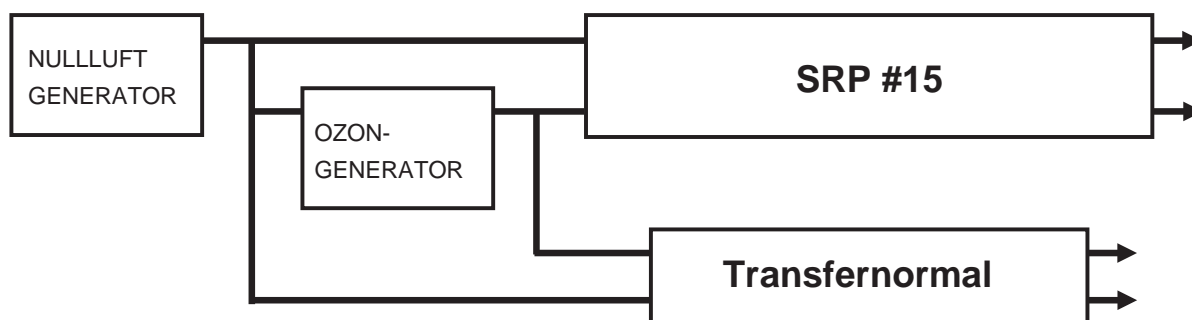 NULLLUFT
GENERATOR
SRP #15
OZON-
GENERATOR
Transfernormal